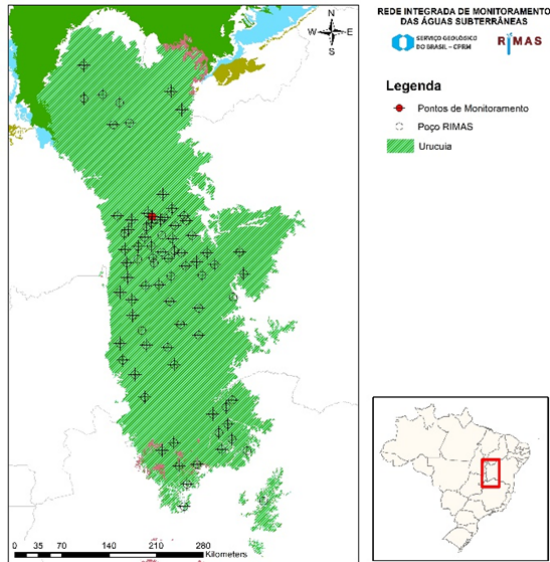 REDE INTEGRADA DE MONITORAMENTO
DAS ÁGUAS SUBTERRÂNEAS
SERVIÇO GEOLÓGICO
DO BRASIL – CPRM
RIMAS
N
W E
S
Legenda
Pontos de Monitoramento
Poço RIMAS
Urucuia
0 35 70 140 210 280
Kilometers